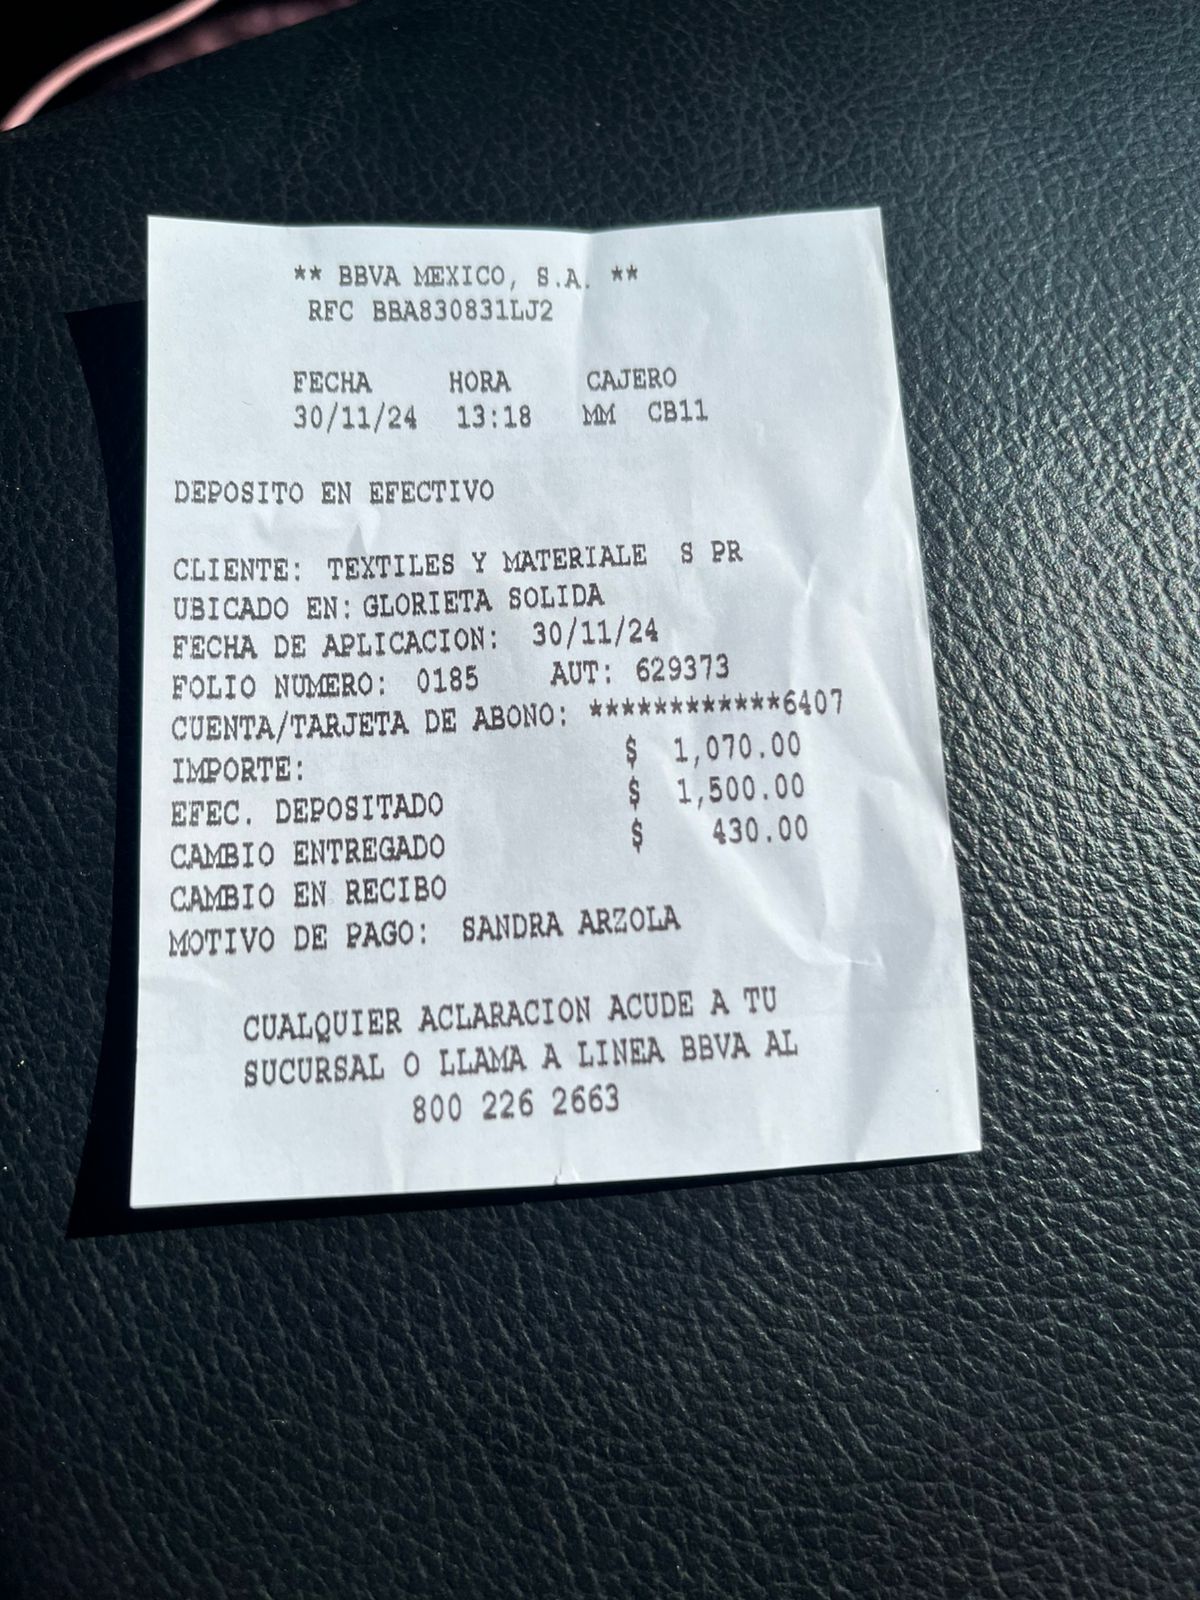 ** BBVA MEXICO, S.A. **
RFC BBA830831LJ2
FECHA HORA CAJERO
30/11/24 13:18 MM CB11
DEPOSITO EN EFECTIVO
CLIENTE: TEXTILES Y MATERIALE S PR
UBICADO EN: GLORIETA SOLIDA
FECHA DE APLICACION: 30/11/24
FOLIO NUMERO: 0185 AUT: 629373
CUENTA/TARJETA DE ABONO: ************6407
IMPORTE: $ 1,070.00
EFEC. DEPOSITADO $ 1,500.00
CAMBIO ENTREGADO $ 430.00
CAMBIO EN RECIBO
MOTIVO DE PAGO: SANDRA ARZOLA
CUALQUIER ACLARACION ACUDE A TU
SUCURSAL O LLAMA A LINEA BBVA AL
800 226 2663